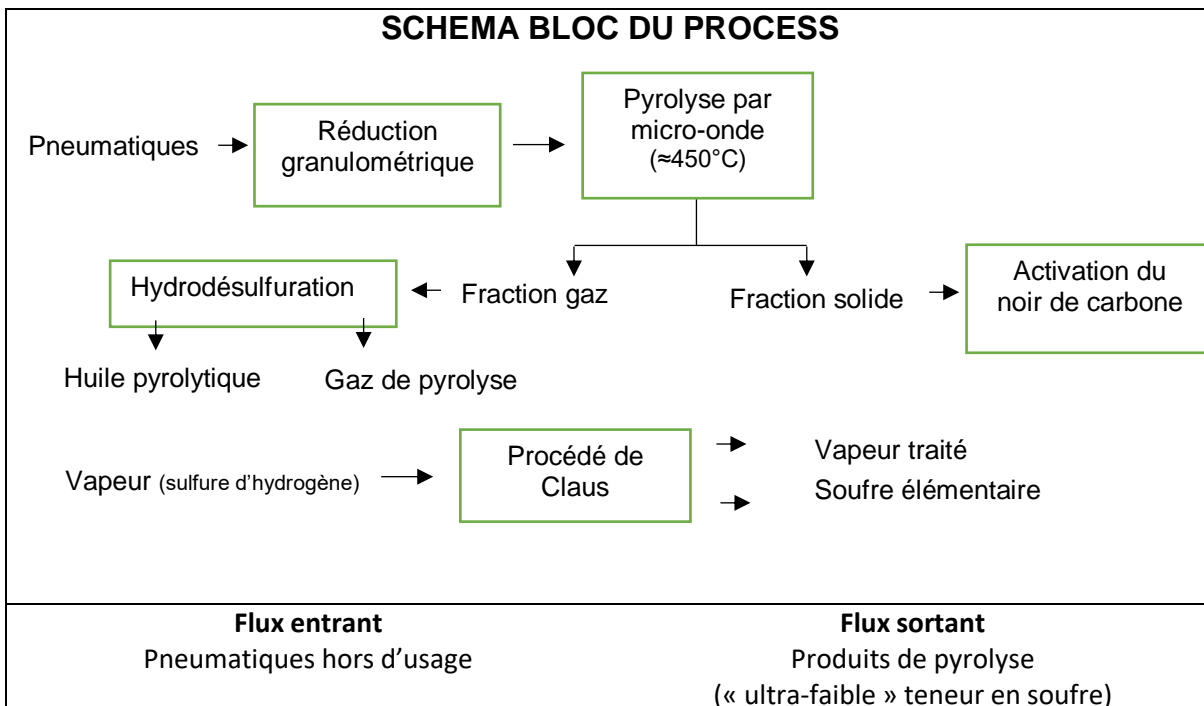 SCHEMA BLOC DU PROCESS
Pneumatiques
Réduction
granulométrique
Pyrolyse par
micro-onde
(≈450°C)
Hydrodésulfuration
Fraction gaz
Fraction solide
Activation du
noir de carbone
Huile pyrolytique
Gaz de pyrolyse
Vapeur (sulfure d’hydrogène)
Procédé de
Claus
Vapeur traité
Soufre élémentaire
Flux entrant
Pneumatiques hors d’usage
Flux sortant
Produits de pyrolyse
(« ultra-faible » teneur en soufre)